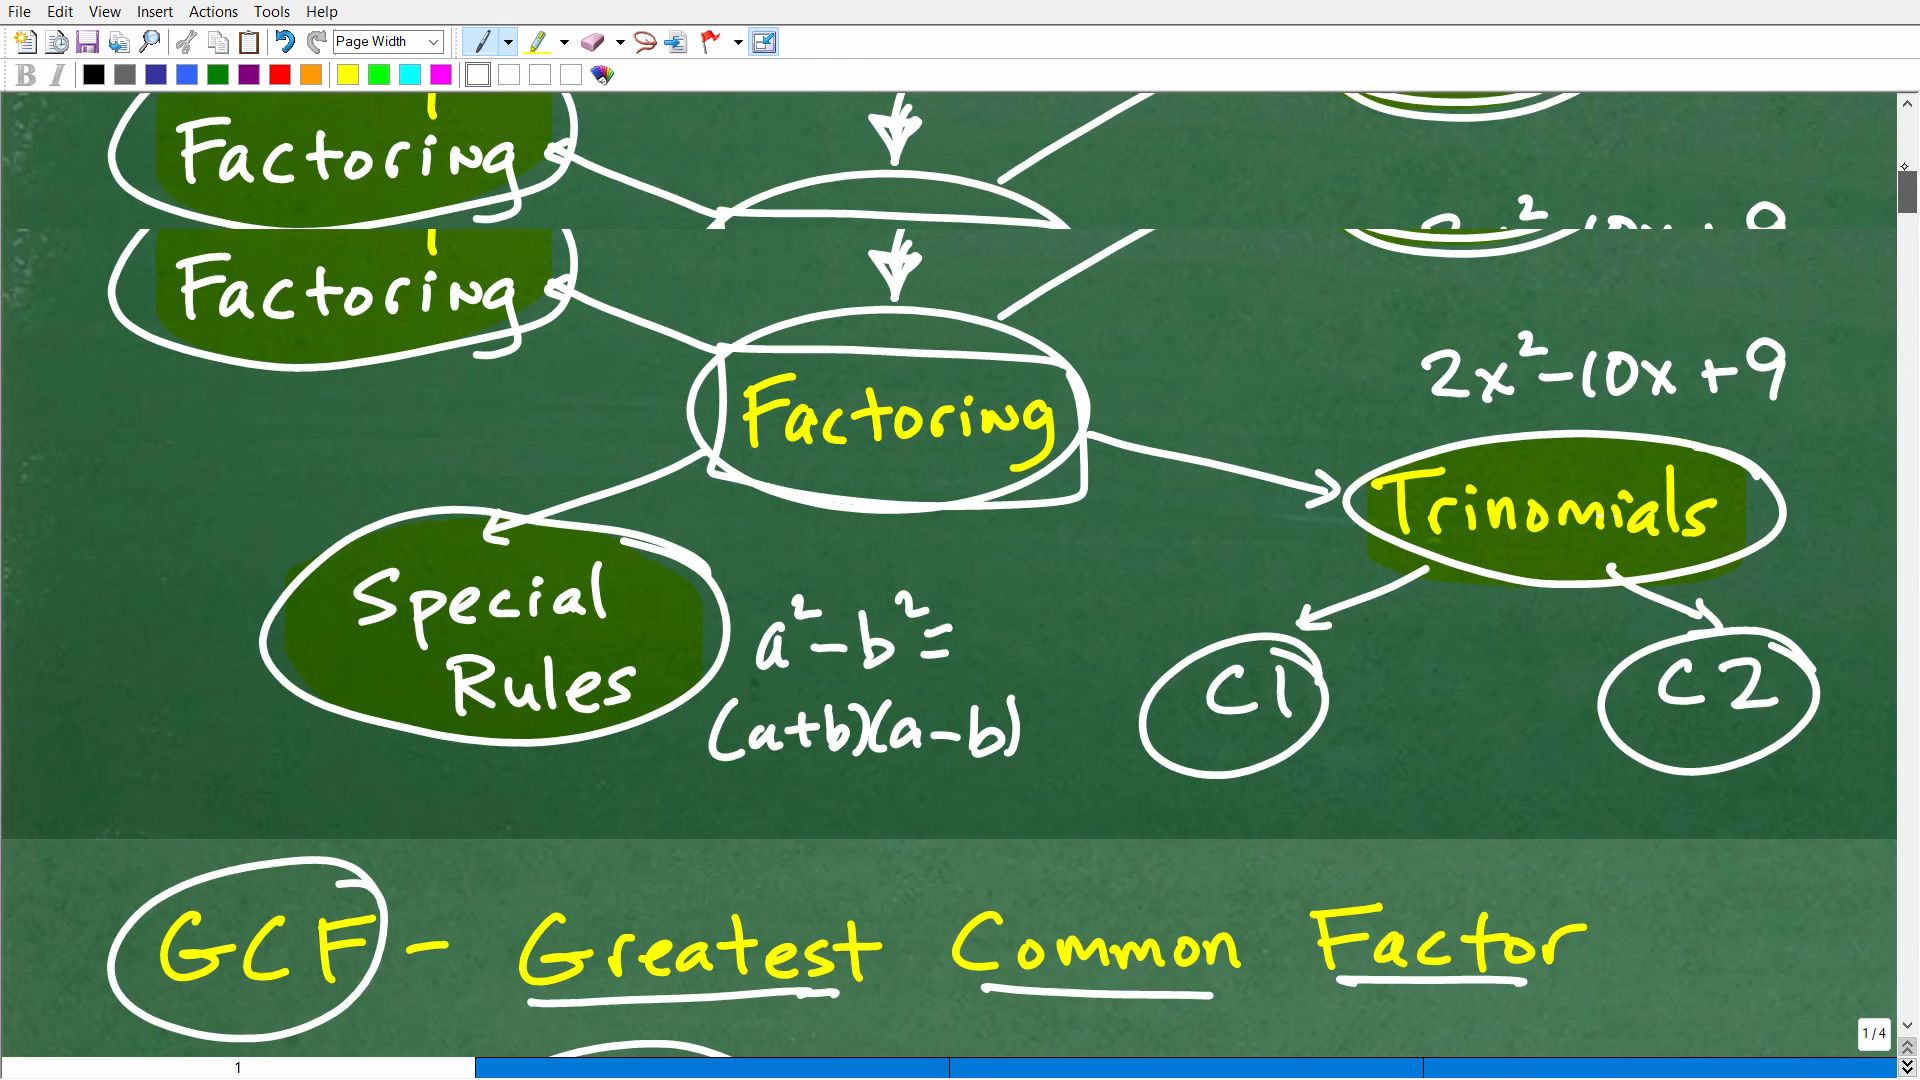 File Edit View Insert Actions Tools Help
Page Width
B I
Factoring
Factoring
Factoring
2x²-10x+9
Trinomials
Special
Rules
a²-b²=
(a+b)(a-b)
C1
C2
GCF - Greatest Common Factor
1/4
1